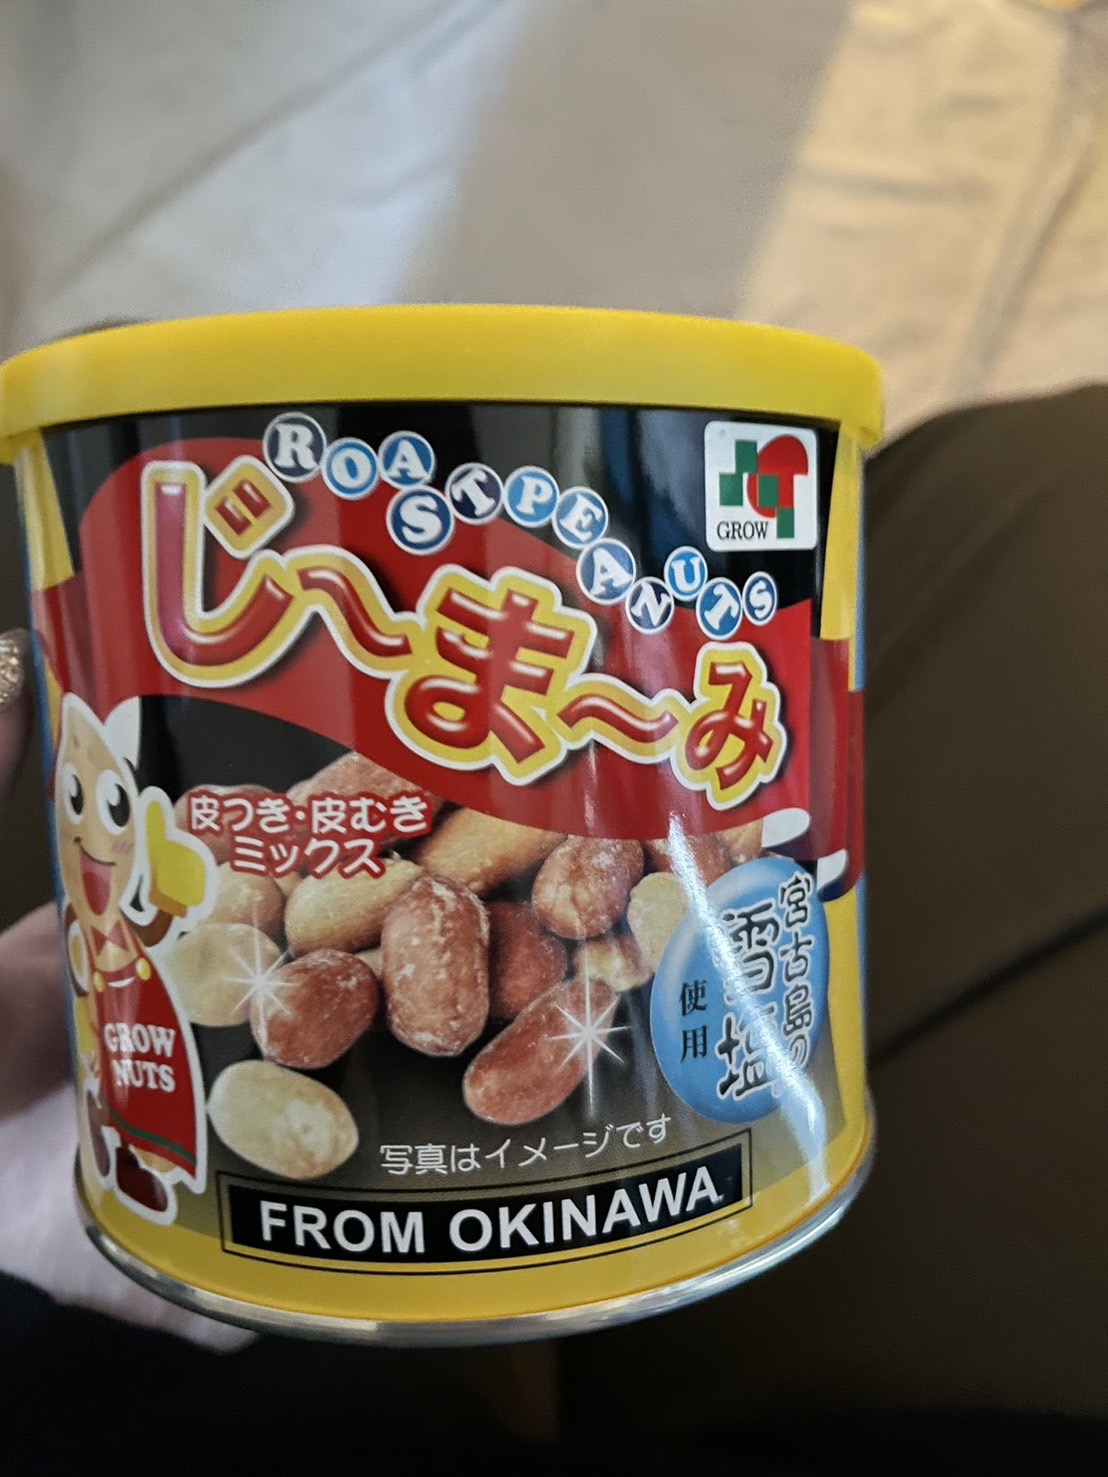 ROASTPEANUTS
GROW
じ〜ま〜み
皮つき・皮むき
ミックス
宮古島の
雪塩
使用
GROW
NUTS
写真はイメージです
FROM OKINAWA